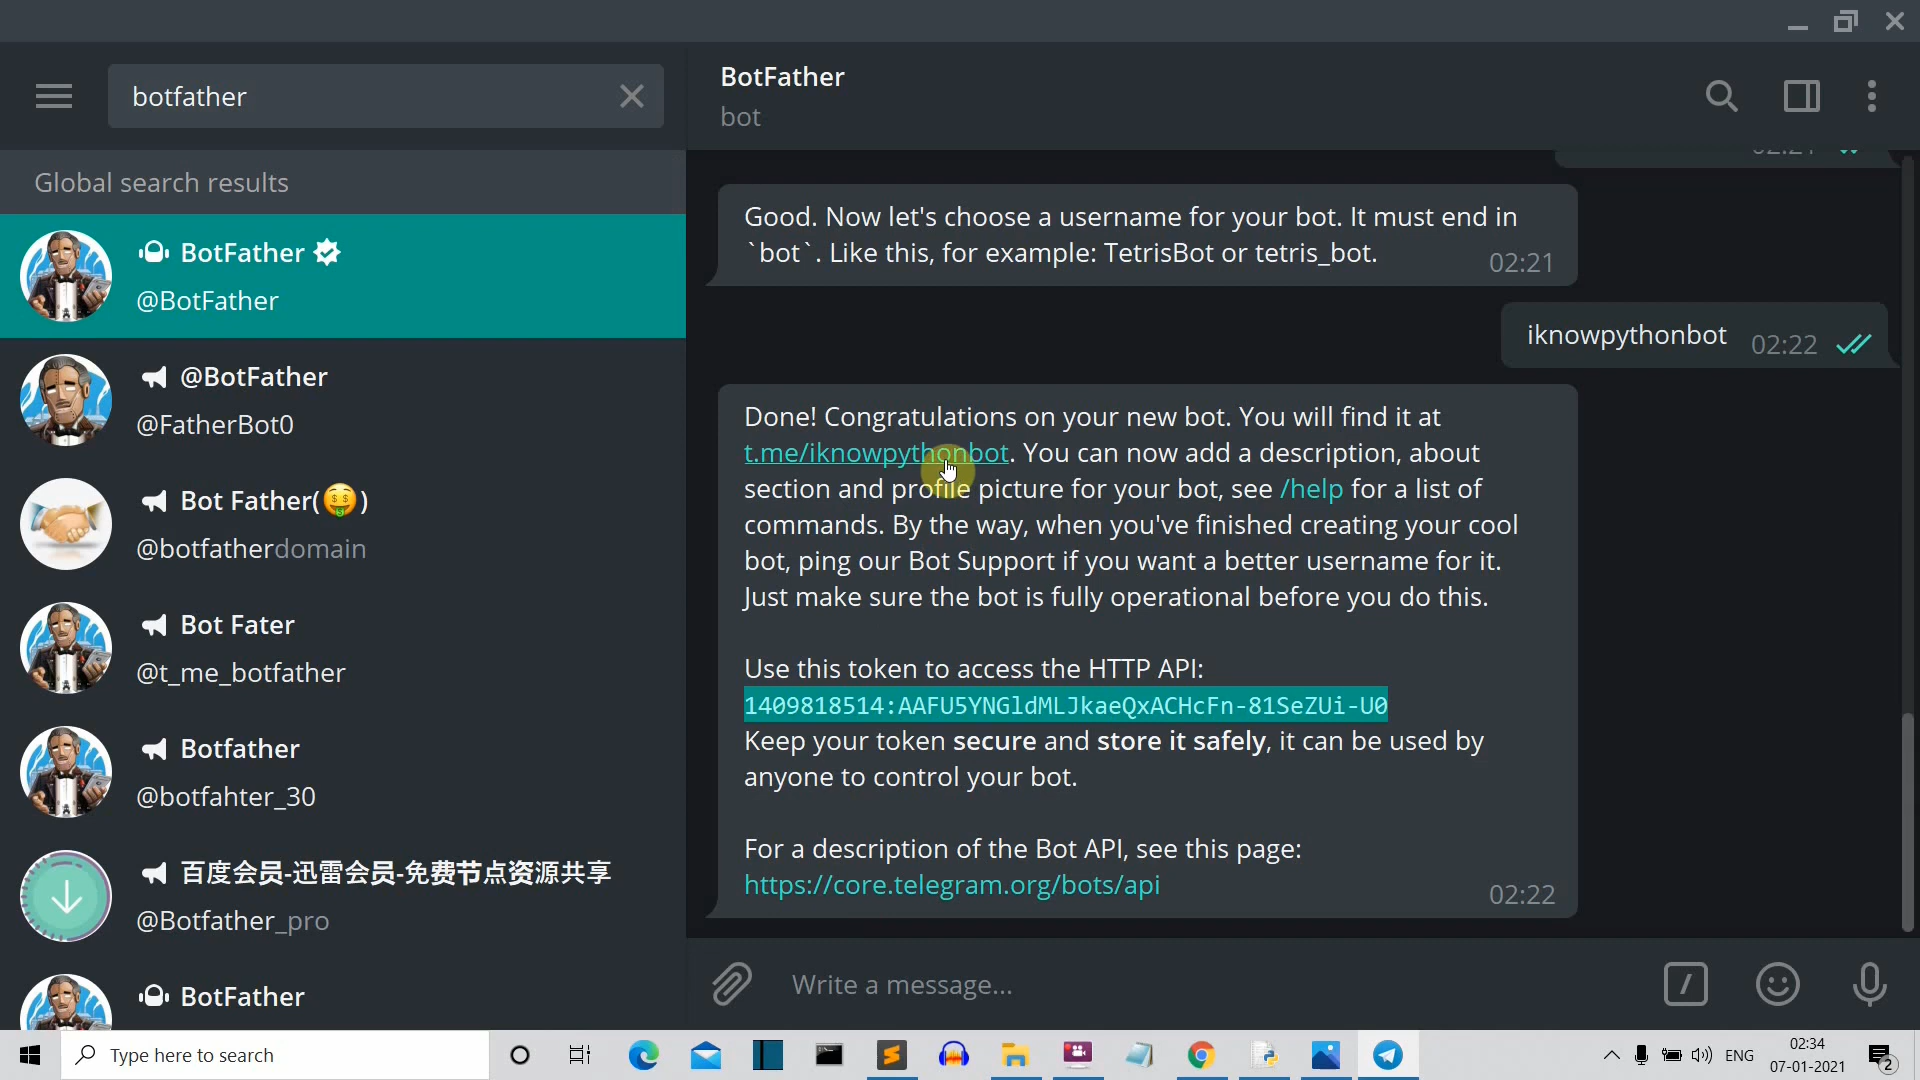 botfather
Global search results
BotFather
@BotFather
@BotFather
@FatherBot0
Bot Father(🤑)
@botfatherdomain
Bot Fater
@t_me_botfather
Botfather
@botfahter_30
百度会员-迅雷会员-免费节点资源共享
@Botfather_pro
BotFather
BotFather
bot
Good. Now let's choose a username for your bot. It must end in
`bot`. Like this, for example: TetrisBot or tetris_bot.
02:21
iknowpythonbot
02:22
Done! Congratulations on your new bot. You will find it at
t.me/iknowpythonbot. You can now add a description, about
section and profile picture for your bot, see /help for a list of
commands. By the way, when you've finished creating your cool
bot, ping our Bot Support if you want a better username for it.
Just make sure the bot is fully operational before you do this.
Use this token to access the HTTP API:
1409818514:AAFU5YNGldMLJkaeQxACHcFn-81SeZUi-U0
Keep your token secure and store it safely, it can be used by
anyone to control your bot.
For a description of the Bot API, see this page:
https://core.telegram.org/bots/api
02:22
Write a message...
Type here to search
ENG
02:34
07-01-2021
2